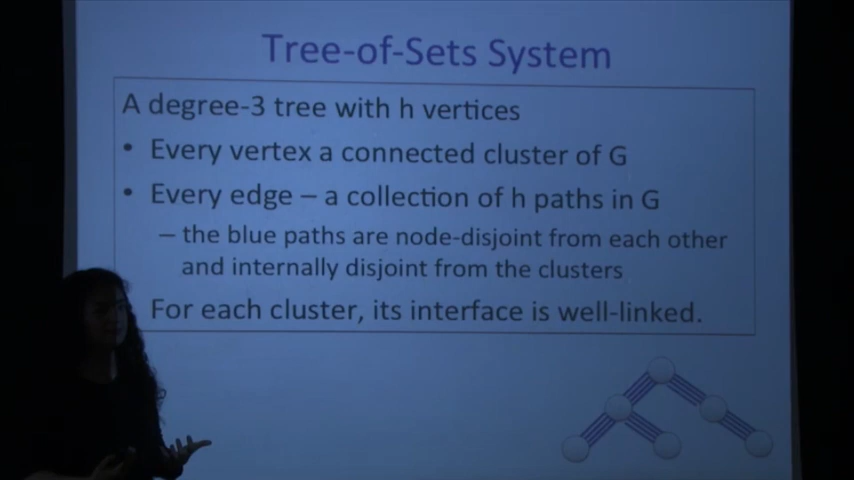 Tree-of-Sets System
A degree-3 tree with h vertices
• Every vertex a connected cluster of G
• Every edge – a collection of h paths in G
– the blue paths are node-disjoint from each other
and internally disjoint from the clusters
For each cluster, its interface is well-linked.